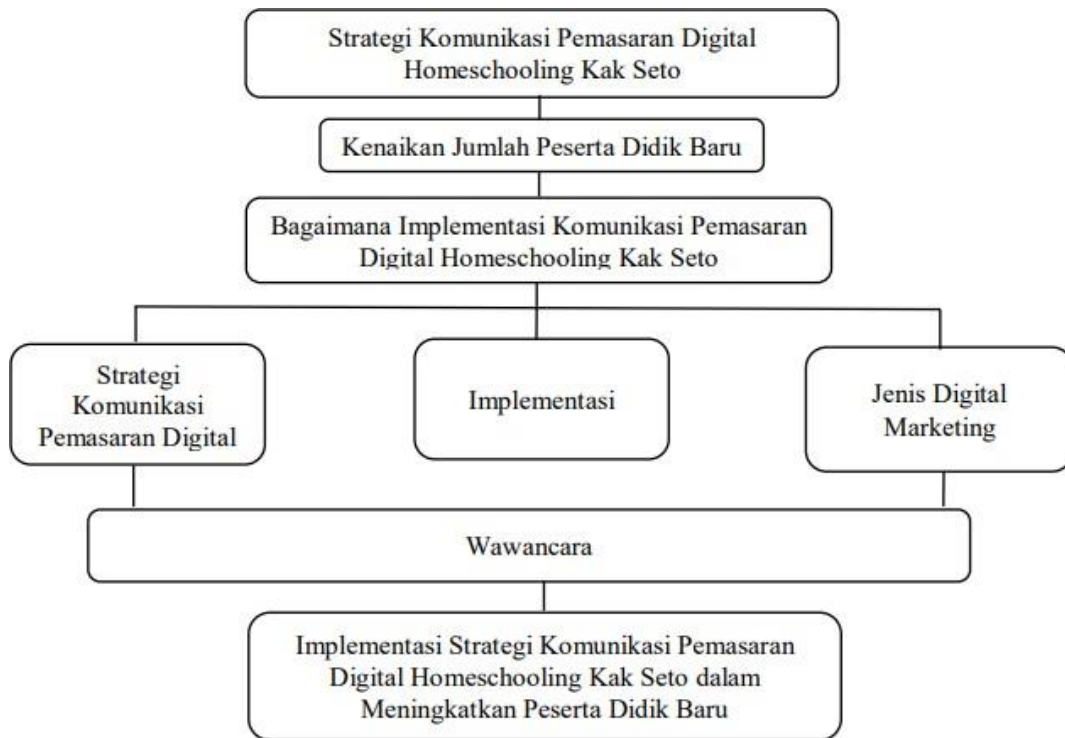 Strategi Komunikasi Pemasaran Digital
Homeschooling Kak Seto
Kenaikan Jumlah Peserta Didik Baru
Bagaimana Implementasi Komunikasi Pemasaran
Digital Homeschooling Kak Seto
Strategi
Komunikasi
Pemasaran Digital
Implementasi
Jenis Digital
Marketing
Wawancara
Implementasi Strategi Komunikasi Pemasaran
Digital Homeschooling Kak Seto dalam
Meningkatkan Peserta Didik Baru